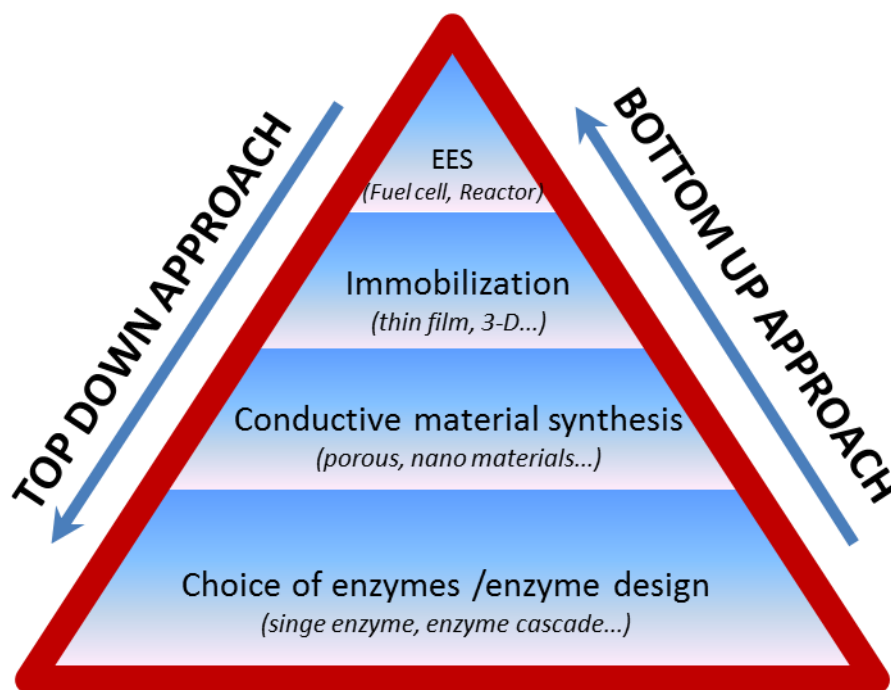 TOP DOWN APPROACH
BOTTOM UP APPROACH
EES
(Fuel cell, Reactor)
Immobilization
(thin film, 3-D...)
Conductive material synthesis
(porous, nano materials...)
Choice of enzymes /enzyme design
(singe enzyme, enzyme cascade...)